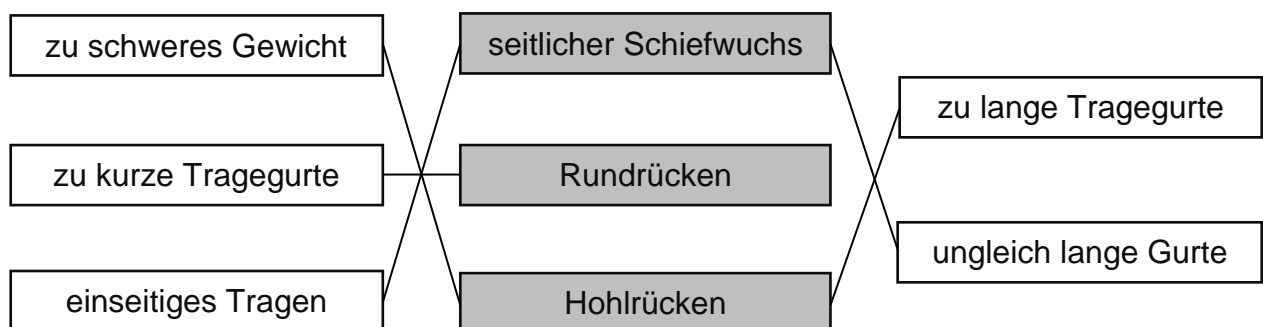 zu schweres Gewicht
zu kurze Tragegurte
einseitiges Tragen
seitlicher Schiefwuchs
Rundrücken
Hohlrücken
zu lange Tragegurte
ungleich lange Gurte